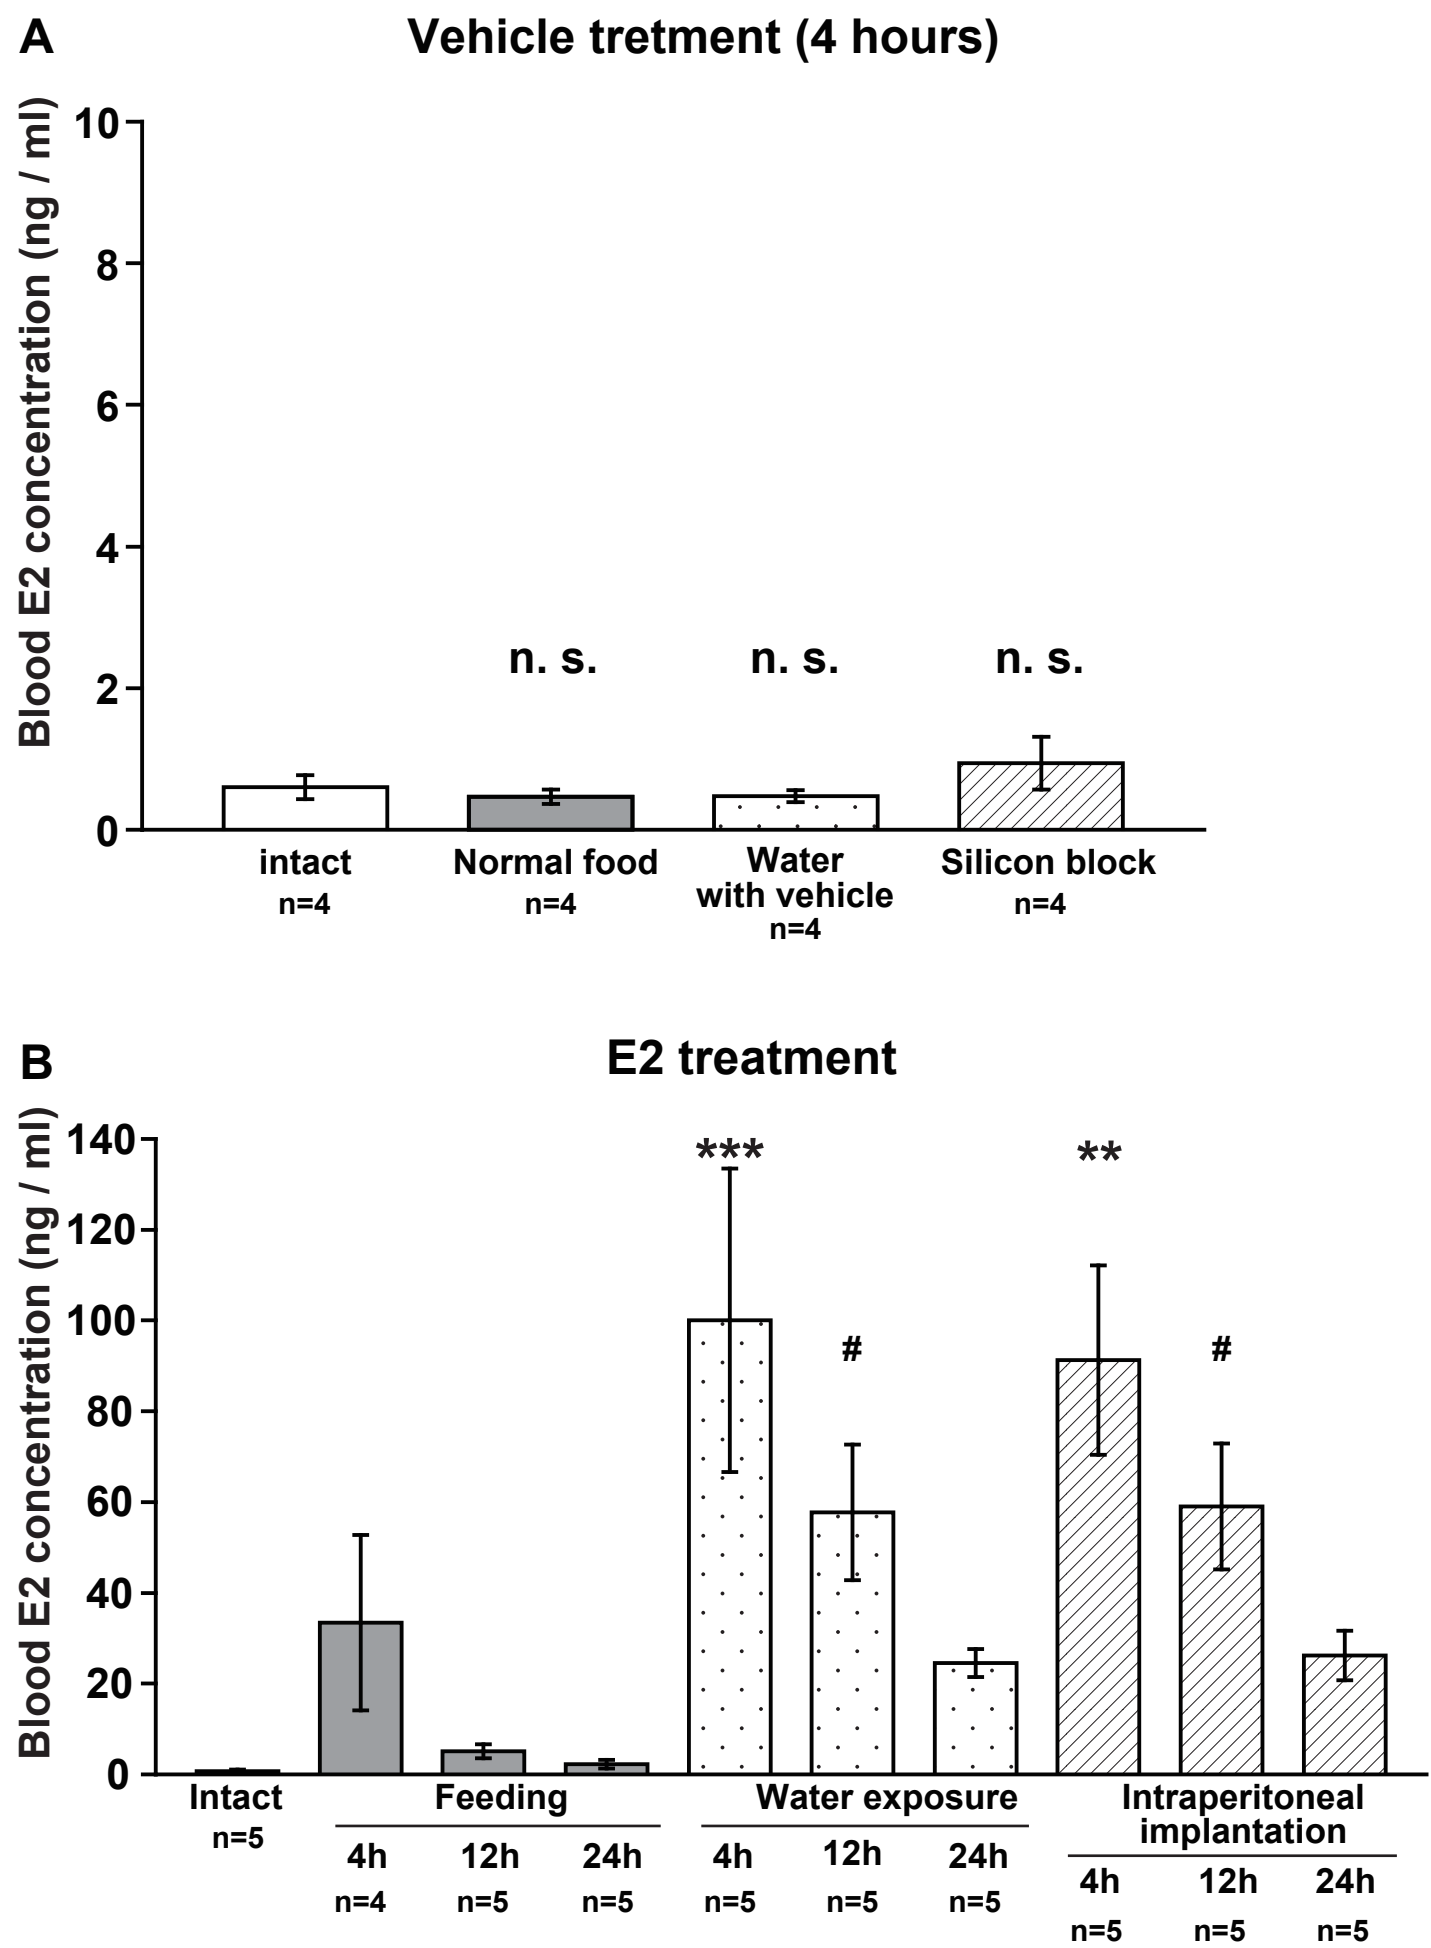 A
Vehicle tretment (4 hours)
Blood E2 concentration (ng / ml)
10
8
6
4
2
0
n. s.
n. s.
n. s.
intact
n=4
Normal food
n=4
Water
with vehicle
n=4
Silicon block
n=4
B
E2 treatment
Blood E2 concentration (ng / ml)
140
120
100
80
60
40
20
0
***
#
**
#
Intact
n=5
Feeding
4h 12h 24h
n=4 n=5 n=5
Water exposure
4h 12h 24h
n=5 n=5 n=5
Intraperitoneal
implantation
4h 12h 24h
n=5 n=5 n=5